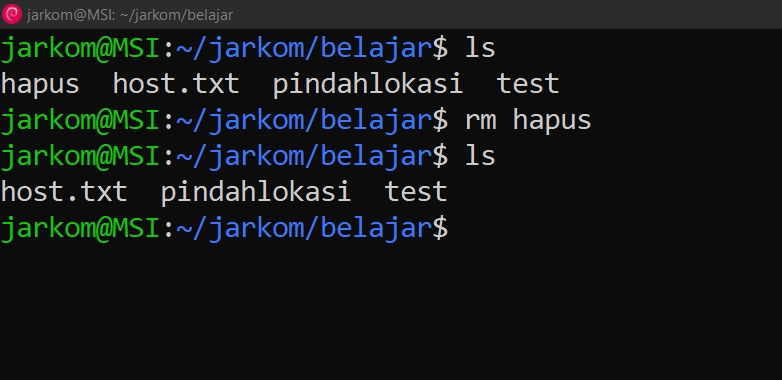 jarkom@MSI: ~/jarkom/belajar
jarkom@MSI:~/jarkom/belajar$ ls
hapus  host.txt  pindahlokasi  test
jarkom@MSI:~/jarkom/belajar$ rm hapus
jarkom@MSI:~/jarkom/belajar$ ls
host.txt  pindahlokasi  test
jarkom@MSI:~/jarkom/belajar$